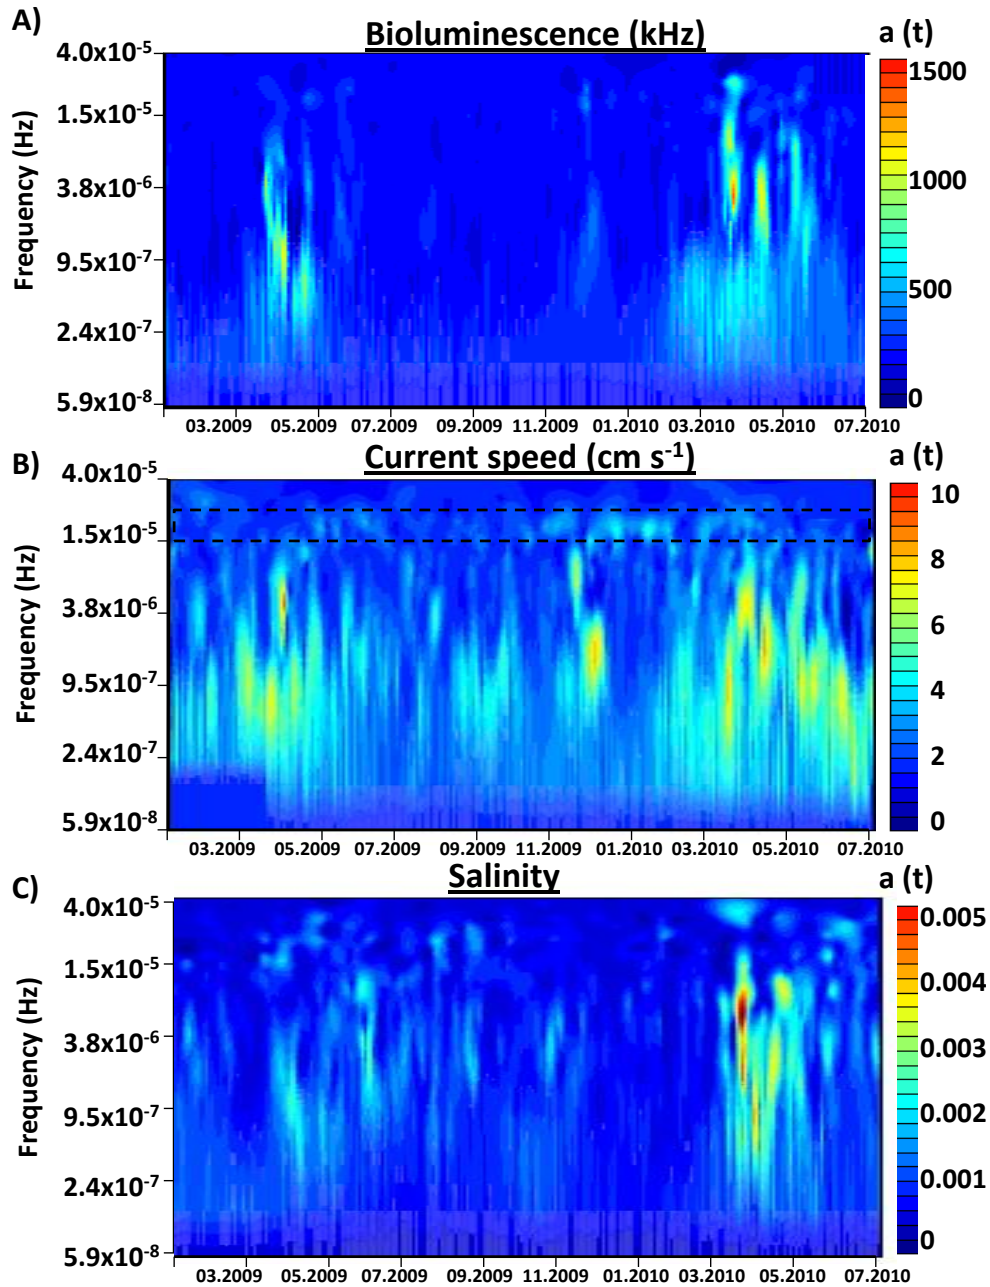 A)
Bioluminescence (kHz)
a (t)
Frequency (Hz)
4.0x10⁻⁵
1.5x10⁻⁵
3.8x10⁻⁶
9.5x10⁻⁷
2.4x10⁻⁷
5.9x10⁻⁸
1500
1000
500
0
03.2009 05.2009 07.2009 09.2009 11.2009 01.2010 03.2010 05.2010 07.2010
B)
Current speed (cm s⁻¹)
a (t)
Frequency (Hz)
4.0x10⁻⁵
1.5x10⁻⁵
3.8x10⁻⁶
9.5x10⁻⁷
2.4x10⁻⁷
5.9x10⁻⁸
10
8
6
4
2
0
03.2009 05.2009 07.2009 09.2009 11.2009 01.2010 03.2010 05.2010 07.2010
C)
Salinity
a (t)
Frequency (Hz)
4.0x10⁻⁵
1.5x10⁻⁵
3.8x10⁻⁶
9.5x10⁻⁷
2.4x10⁻⁷
5.9x10⁻⁸
0.005
0.004
0.003
0.002
0.001
0
03.2009 05.2009 07.2009 09.2009 11.2009 01.2010 03.2010 05.2010 07.2010